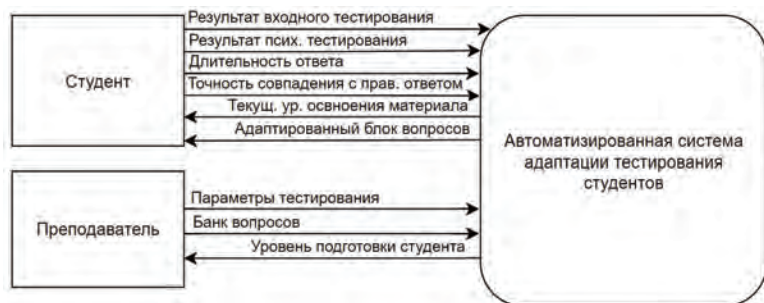 Результат входного тестирования
Результат псих. тестирования
Длительность ответа
Точность совпадения с прав. ответом
Текущ. ур. освноения материала
Адаптированный блок вопросов
Студент
Параметры тестирования
Банк вопросов
Уровень подготовки студента
Преподаватель
Автоматизированная система
адаптации тестирования
студентов